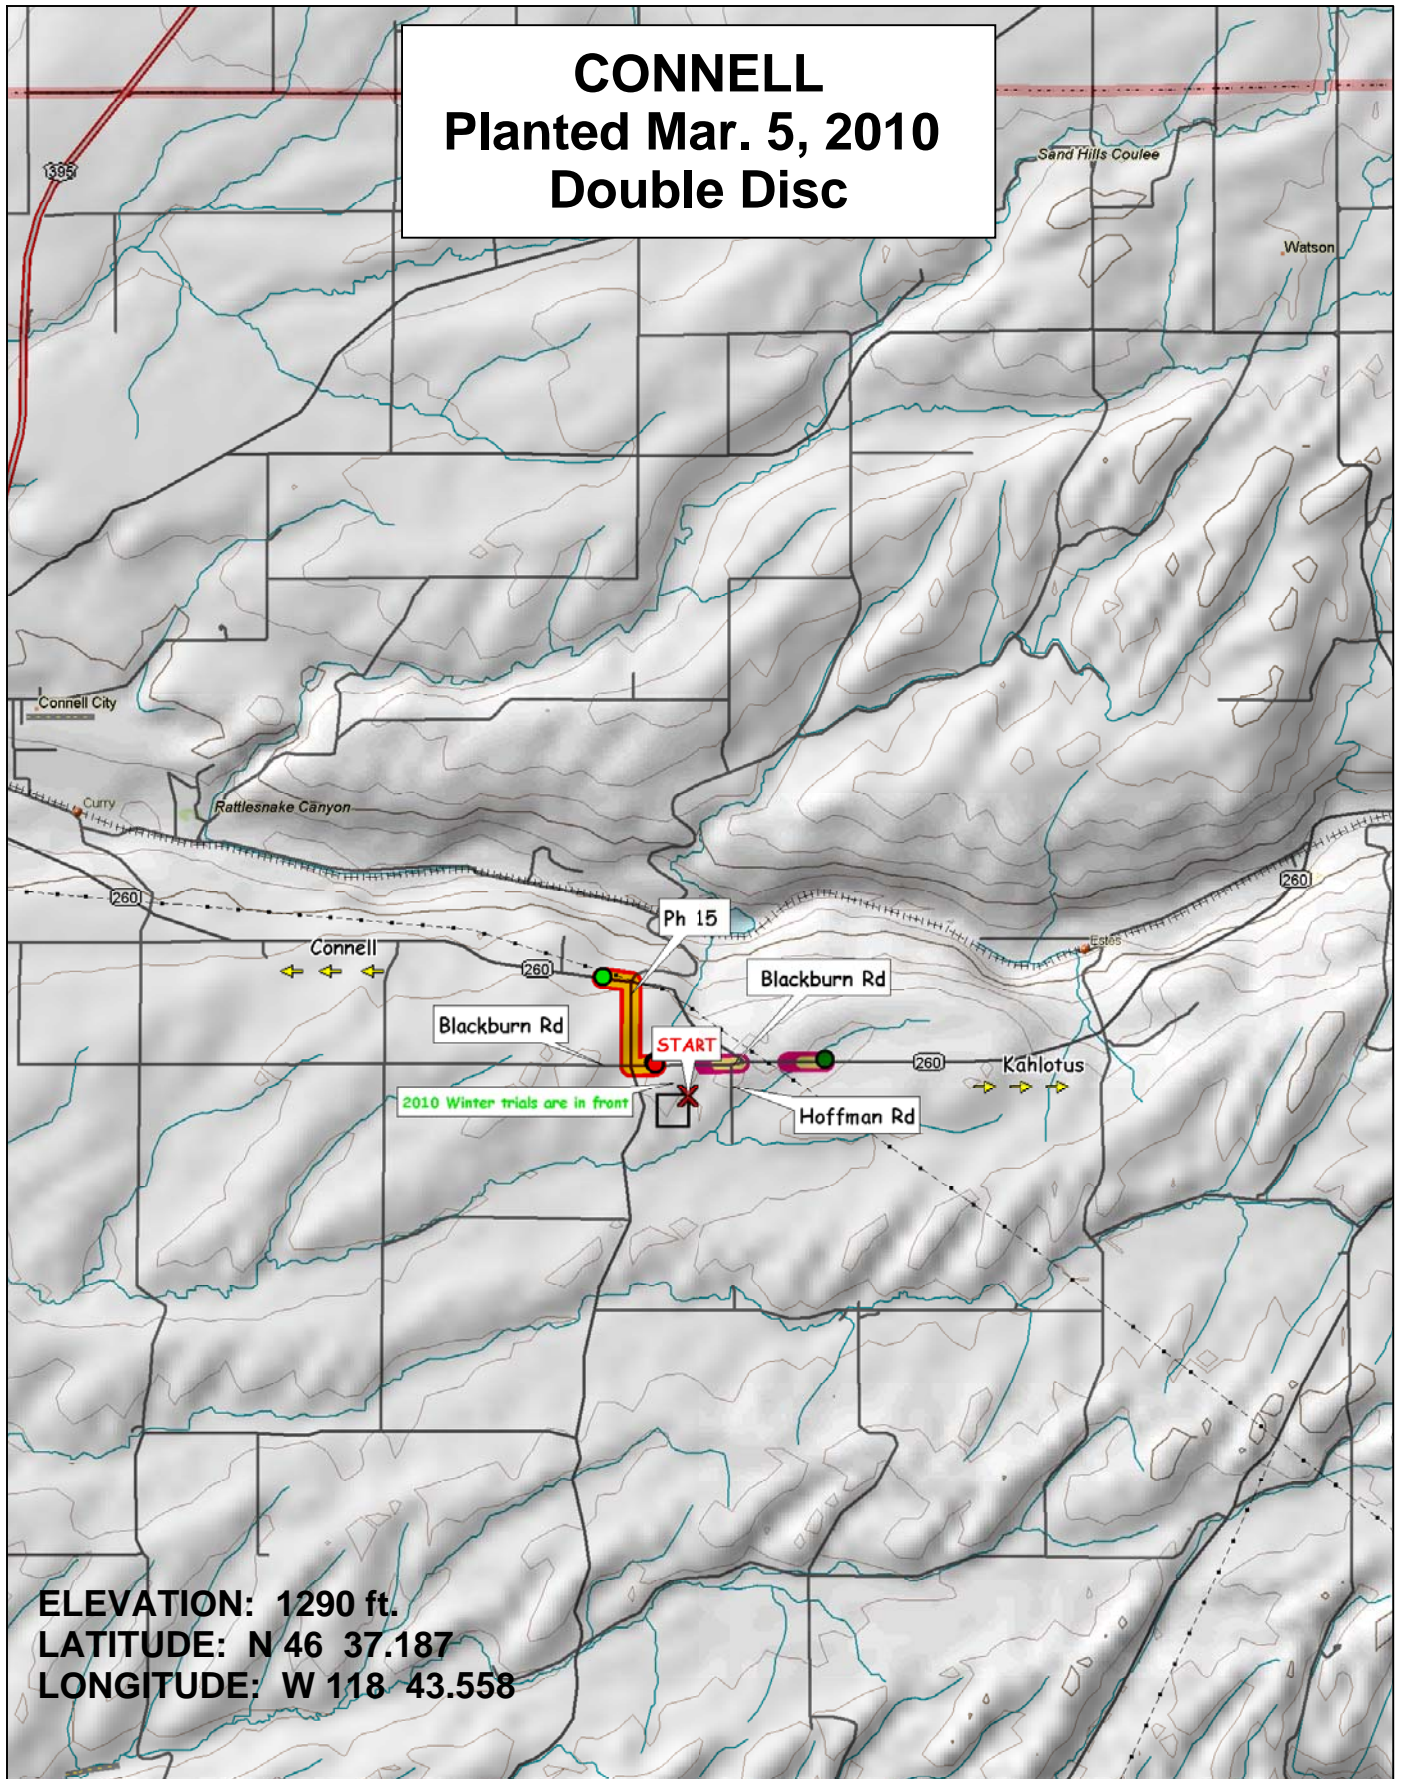 CONNELL
Planted Mar. 5, 2010
Double Disc
Sand Hills Coulee
395
Watson
Connell City
Curry
Rattlesnake Canyon
260
260
Ph 15
Estes
Connell
260
Blackburn Rd
Blackburn Rd
START
260
Kahlotus
2010 Winter trials are in front
Hoffman Rd
ELEVATION: 1290 ft.
LATITUDE: N 46 37.187
LONGITUDE: W 118 43.558